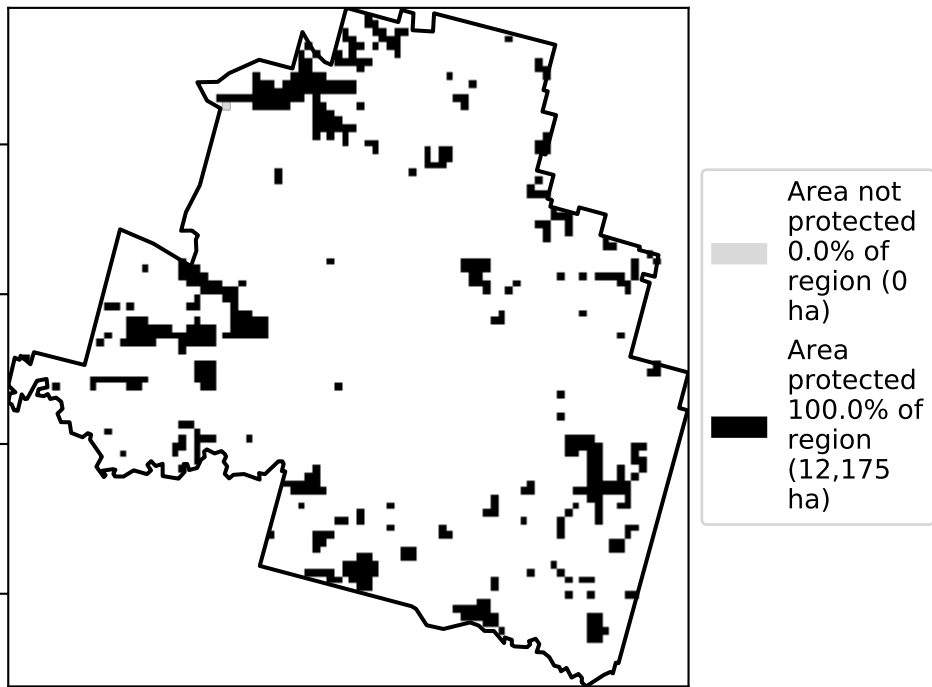 Area not
protected
0.0% of
region (0
ha)
Area
protected
100.0% of
region
(12,175
ha)